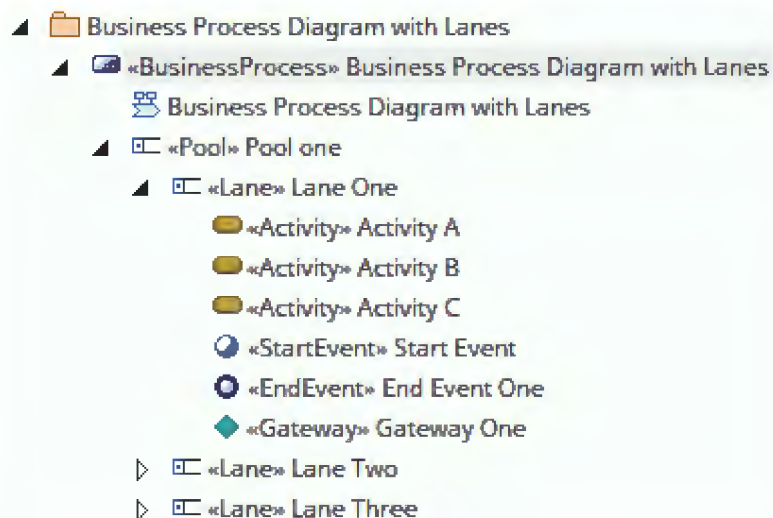 Business Process Diagram with Lanes
«BusinessProcess» Business Process Diagram with Lanes
Business Process Diagram with Lanes
«Pool» Pool one
«Lane» Lane One
«Activity» Activity A
«Activity» Activity B
«Activity» Activity C
«StartEvent» Start Event
«EndEvent» End Event One
«Gateway» Gateway One
«Lane» Lane Two
«Lane» Lane Three